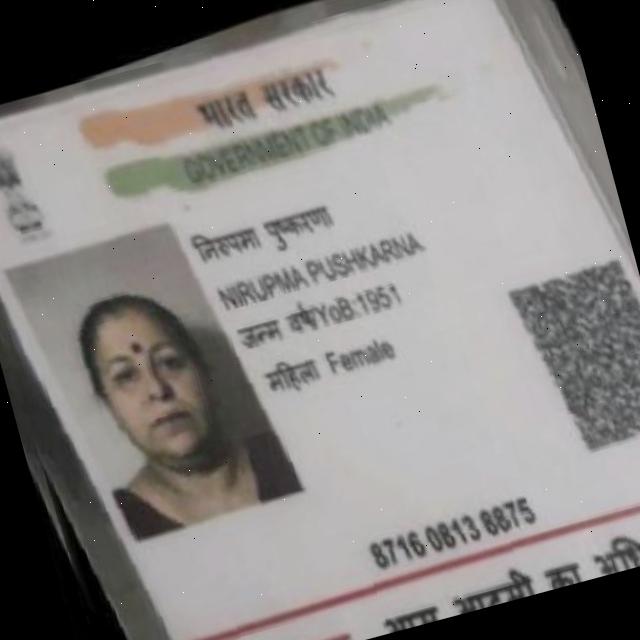 भारत सरकार
GOVERNMENT OF INDIA
निरुपमा पुष्करणा
NIRUPMA PUSHKARNA
जन्म वर्ष/YoB:1951
महिला Female
8716 0813 8875
आम आदमी का